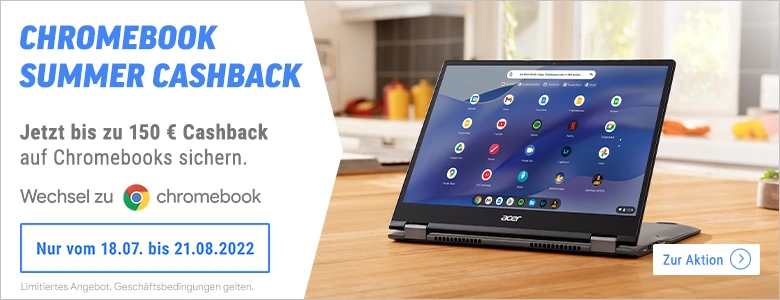 CHROMEBOOK
SUMMER CASHBACK
Jetzt bis zu 150 € Cashback
auf Chromebooks sichern.
Wechsel zu chromebook
Nur vom 18.07. bis 21.08.2022
Limitiertes Angebot. Geschäftsbedingungen gelten.
acer
Zur Aktion